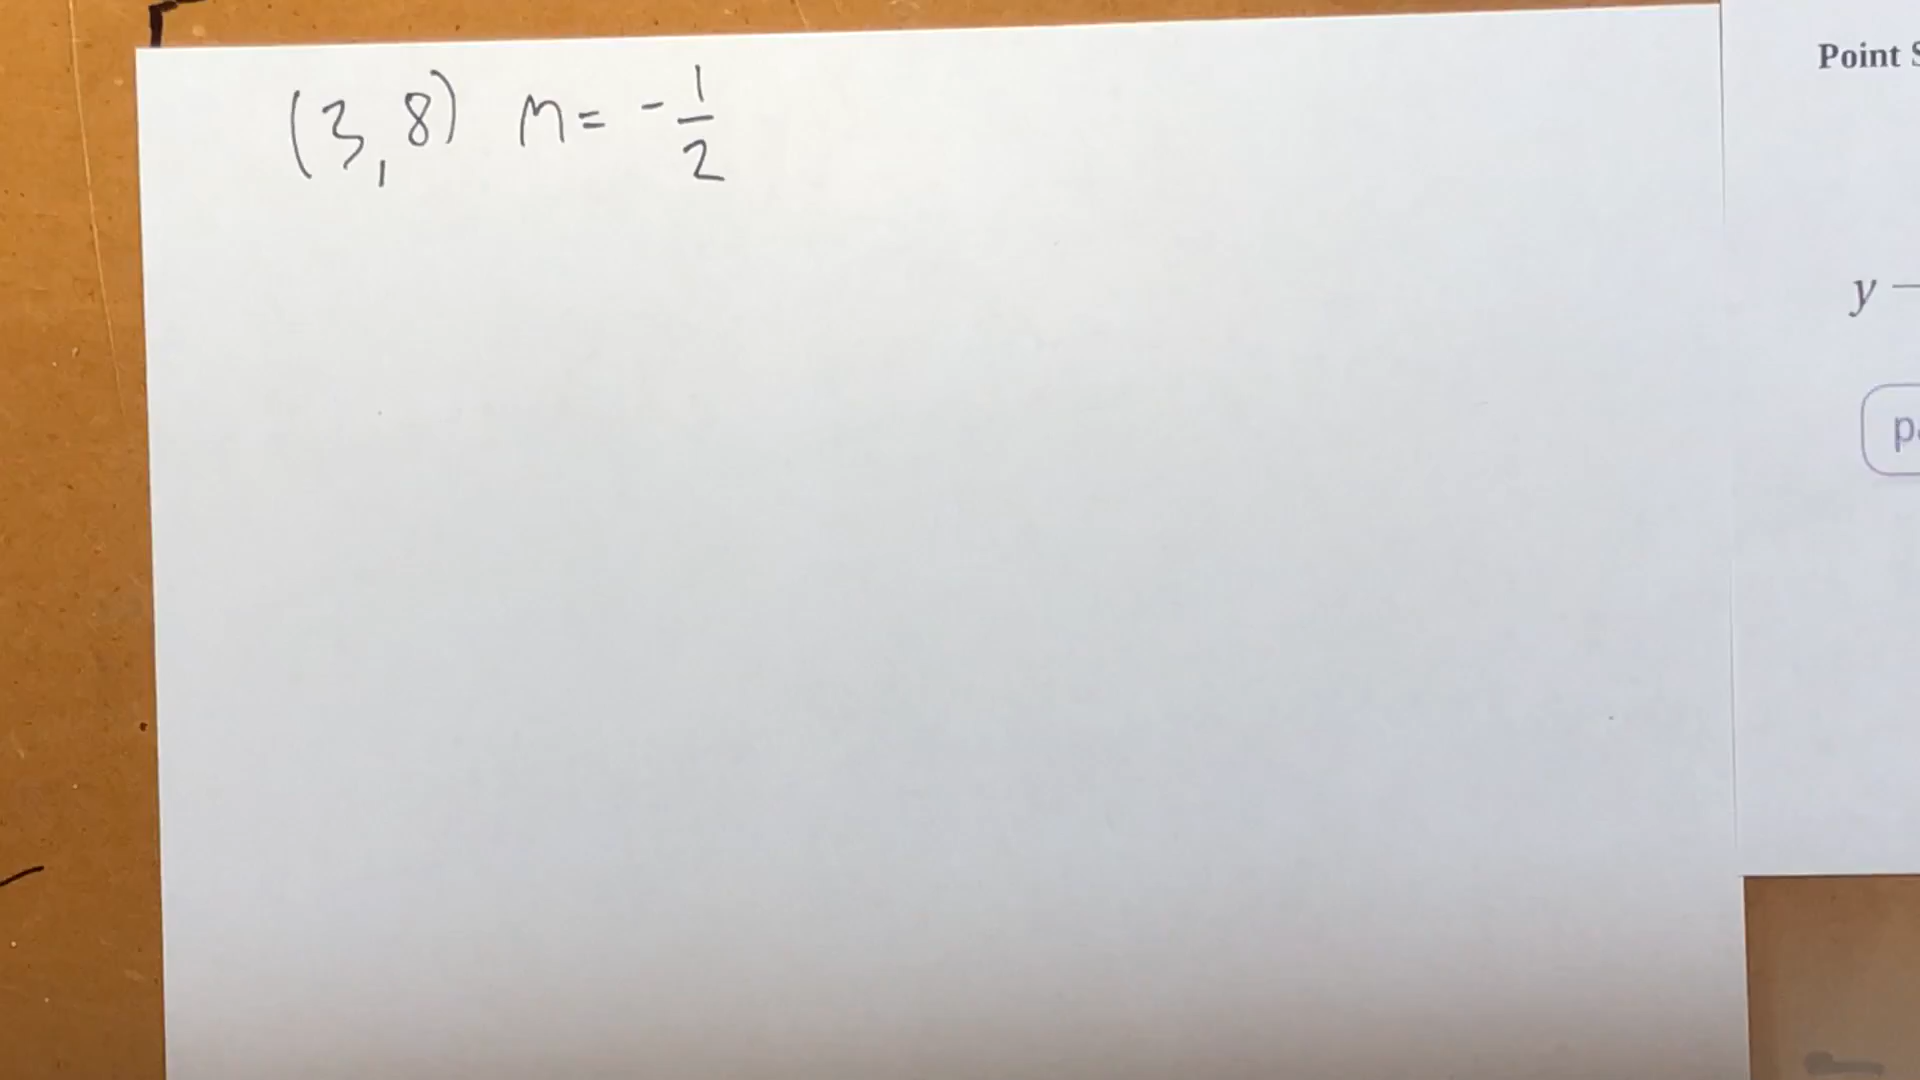 (3,8) m = -1/2
Point
y −